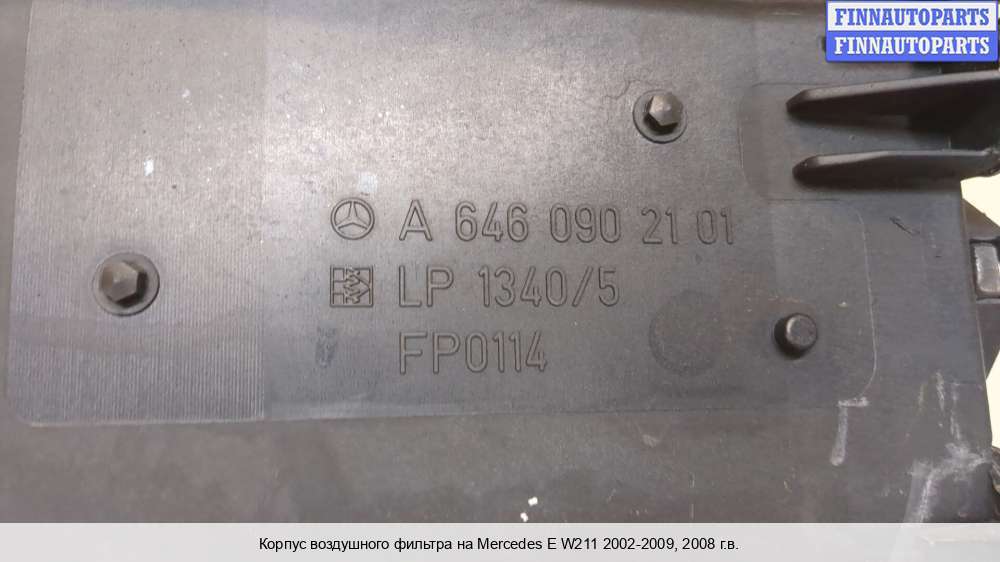 FINNAUTOPARTS
FINNAUTOPARTS
A 646 090 21 01
LP 1340/5
FP0114
Корпус воздушного фильтра на Mercedes E W211 2002-2009, 2008 г.в.